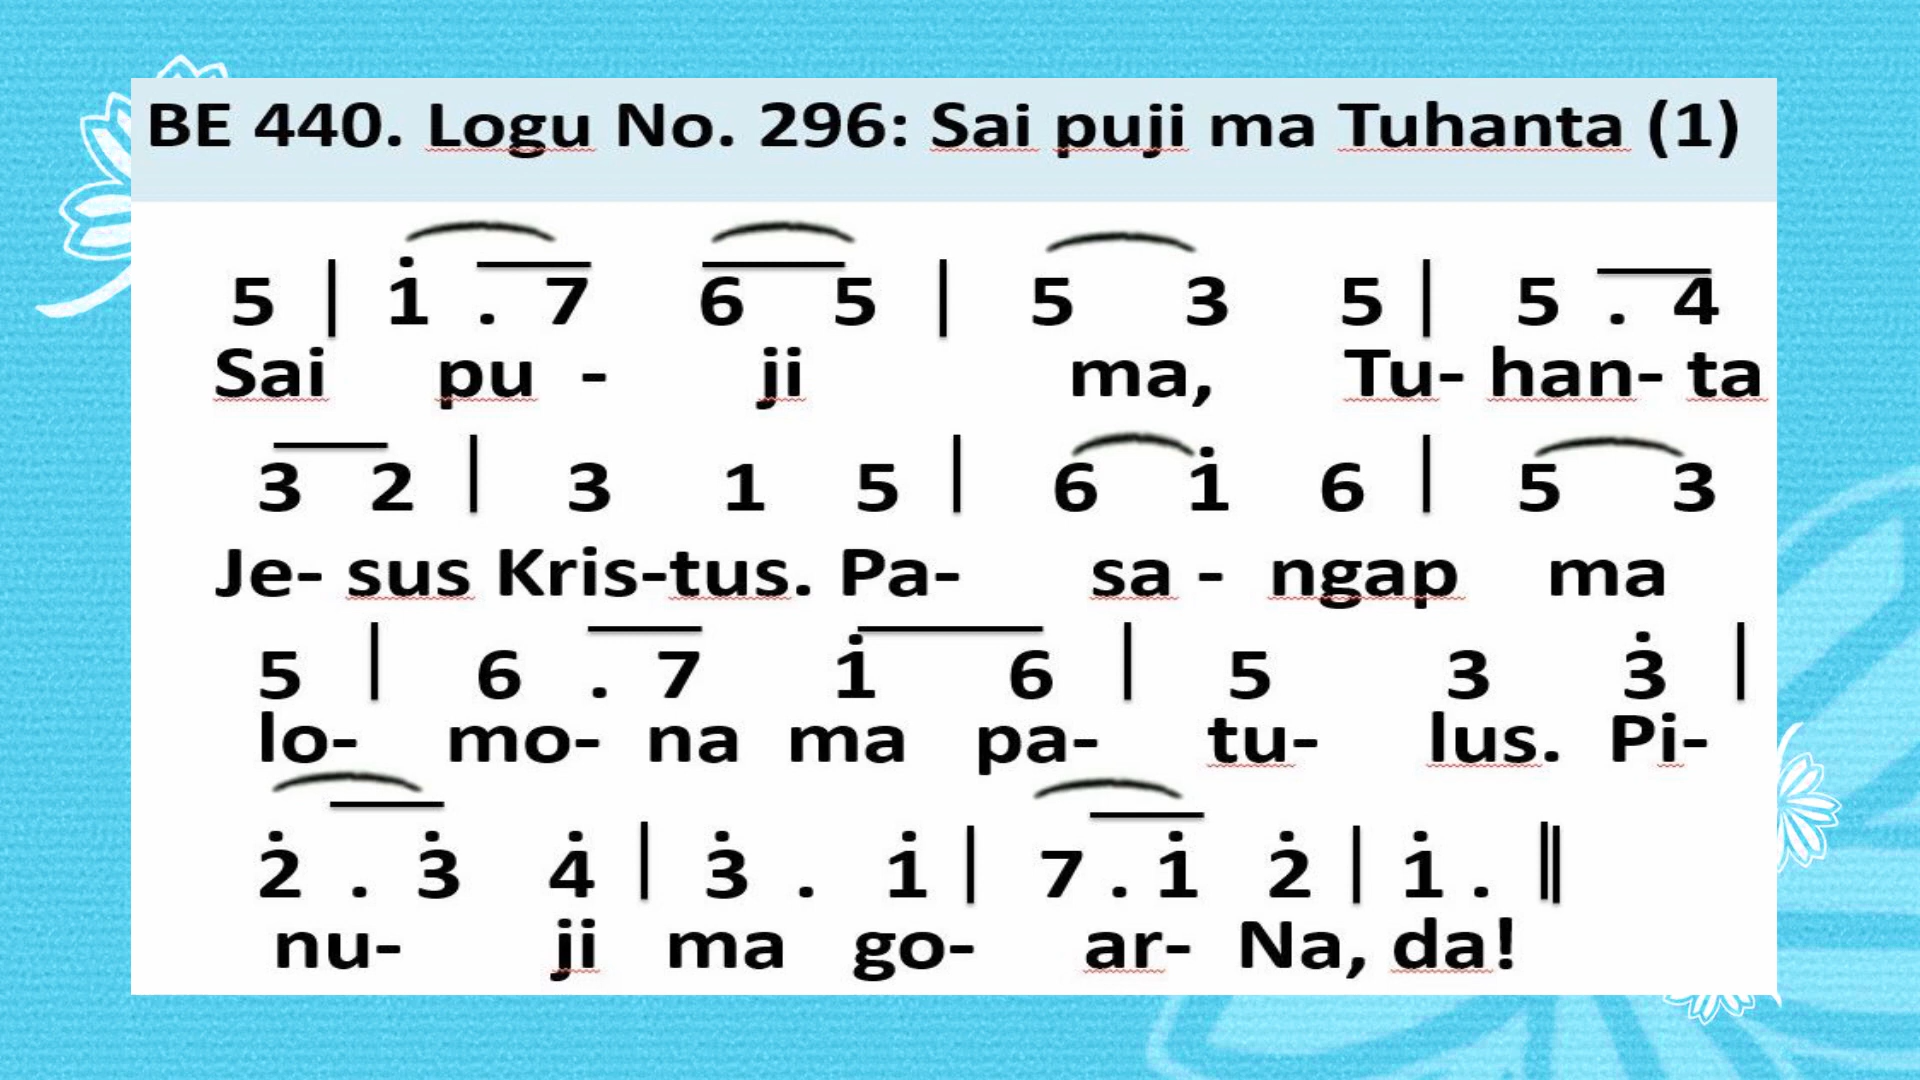 BE 440. Logu No. 296: Sai puji ma Tuhanta (1)
5 | i̇ . 7 6 5 | 5 3 5 | 5 . 4
Sai pu - ji ma, Tu- han- ta
3 2 | 3 1 5 | 6 i̇ 6 | 5 3
Je- sus Kris-tus. Pa- sa - ngap ma
5 | 6 . 7 1̇ 6 | 5 3 3̇ |
lo- mo- na ma pa- tu- lus. Pi-
2̇ . 3̇ 4̇ | 3̇ . 1̇ | 7 . 1̇ 2̇ | 1̇ . ||
nu- ji ma go- ar- Na, da!